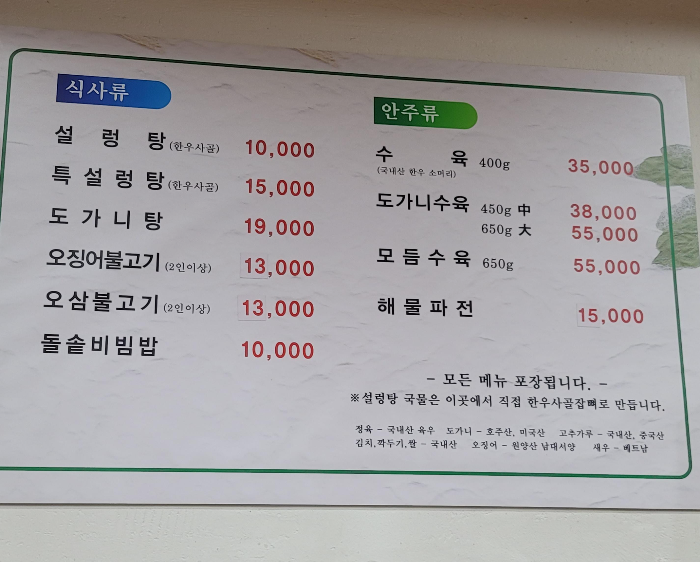 식사류
설 렁 탕 (한우사골) 10,000
특 설 렁 탕 (한우사골) 15,000
도 가 니 탕 19,000
오징어불고기 (2인이상) 13,000
오삼불고기 (2인이상) 13,000
돌솥비빔밥 10,000
안주류
수 육 400g 35,000
(국내산 한우 소머리)
도가니수육 450g 中 38,000
650g 大 55,000
모 듬 수 육 650g 55,000
해 물 파 전 15,000
- 모든 메뉴 포장됩니다. -
※설렁탕 국물은 이곳에서 직접 한우사골잡뼈로 만듭니다.
정육 - 국내산 육우 도가니 - 호주산, 미국산 고추가루 - 국내산, 중국산
김치,깍두기,쌀 - 국내산 오징어 - 원양산 남대서양 새우 - 베트남